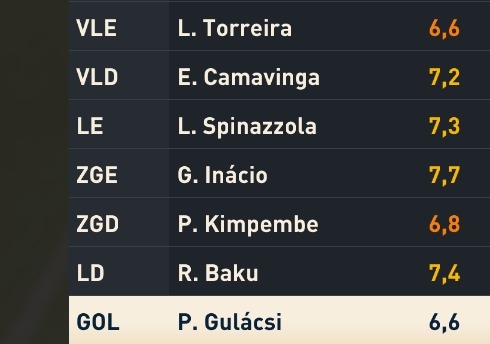 VLE L. Torreira 6,6
VLD E. Camavinga 7,2
LE L. Spinazzola 7,3
ZGE G. Inácio 7,7
ZGD P. Kimpembe 6,8
LD R. Baku 7,4
GOL P. Gulácsi 6,6